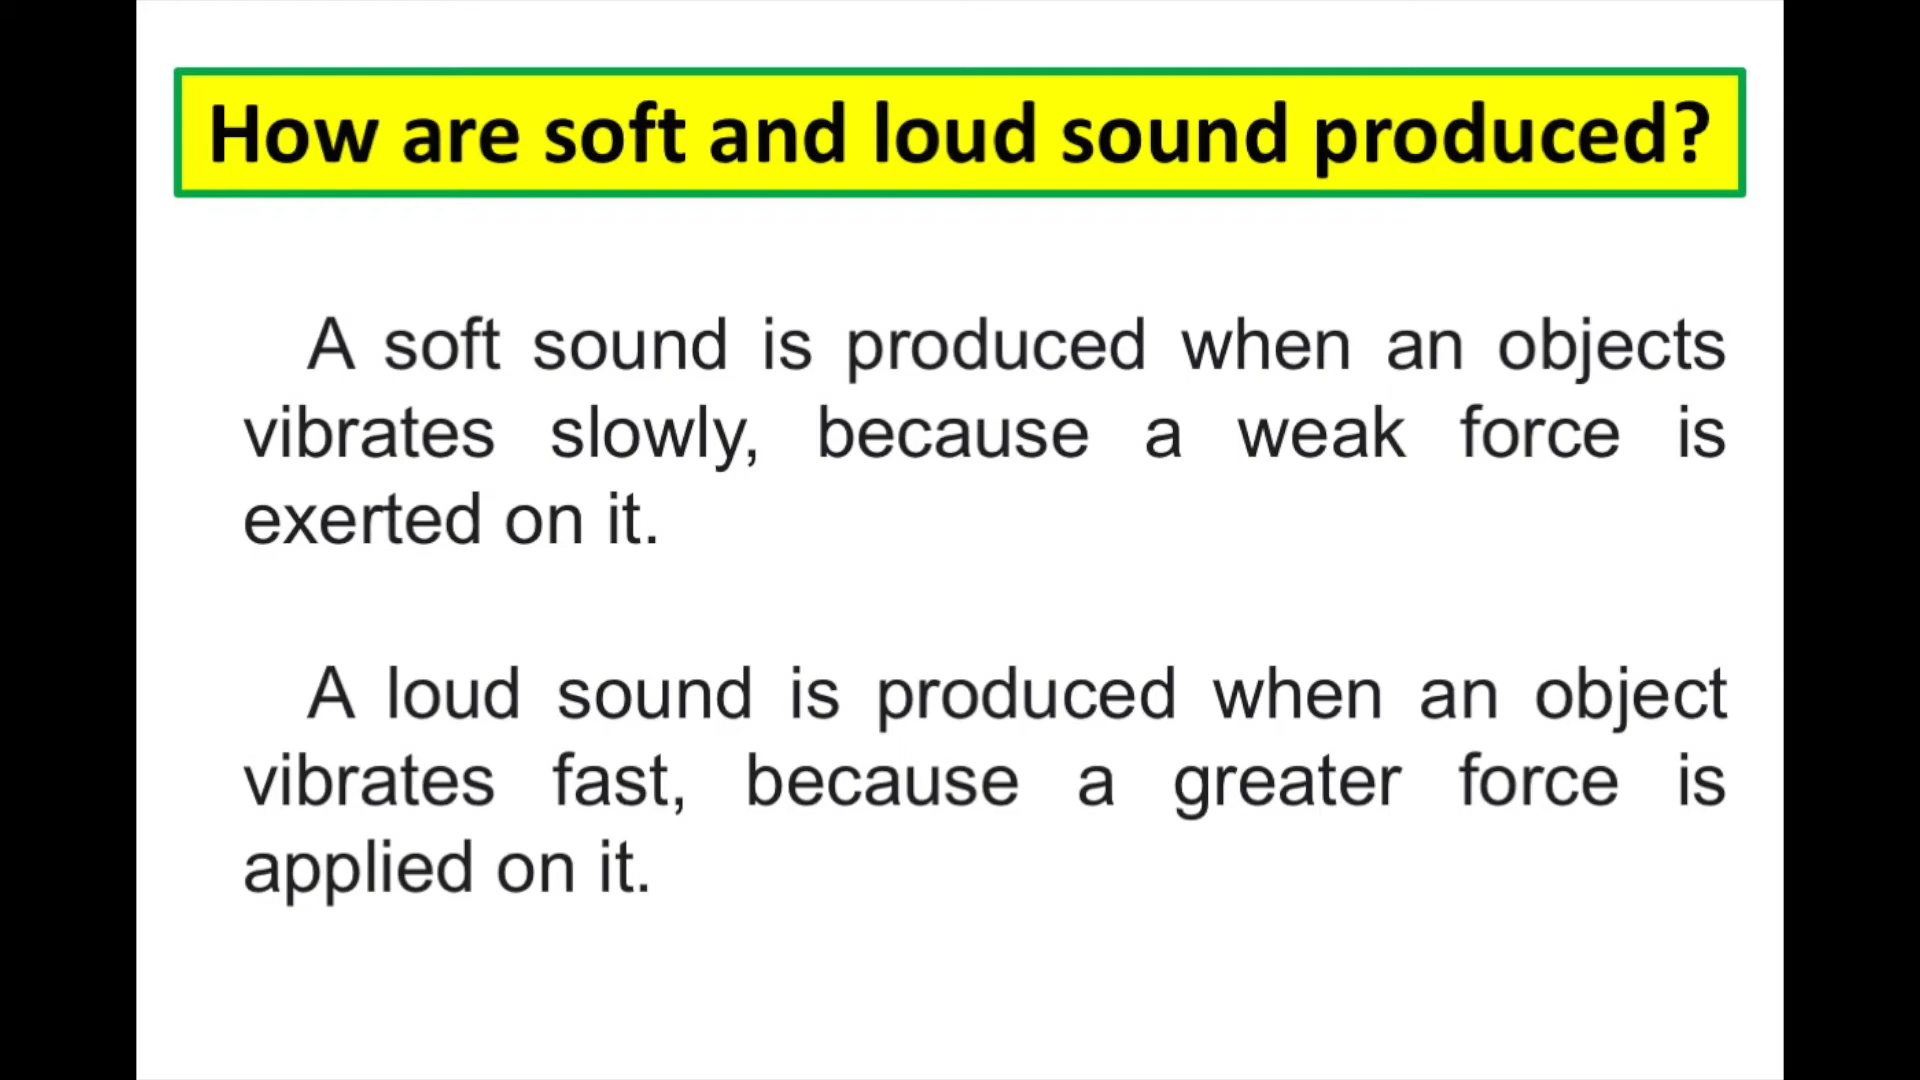 How are soft and loud sound produced?
A soft sound is produced when an objects
vibrates slowly, because a weak force is
exerted on it.
A loud sound is produced when an object
vibrates fast, because a greater force is
applied on it.